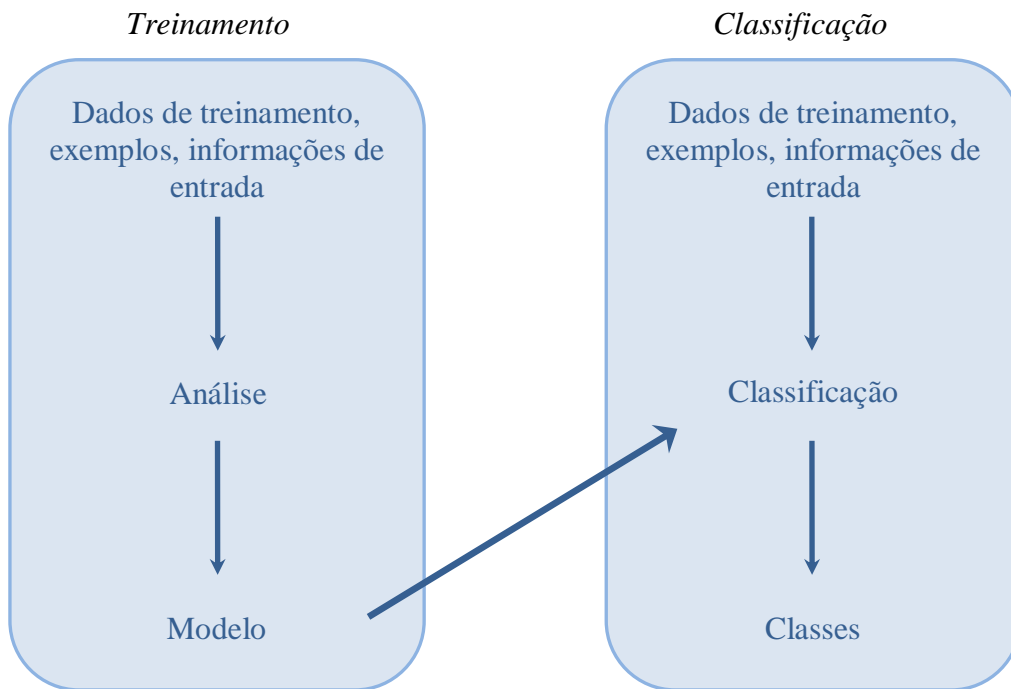 Treinamento
Dados de treinamento,
exemplos, informações de
entrada
Análise
Modelo
Classificação
Dados de treinamento,
exemplos, informações de
entrada
Classificação
Classes